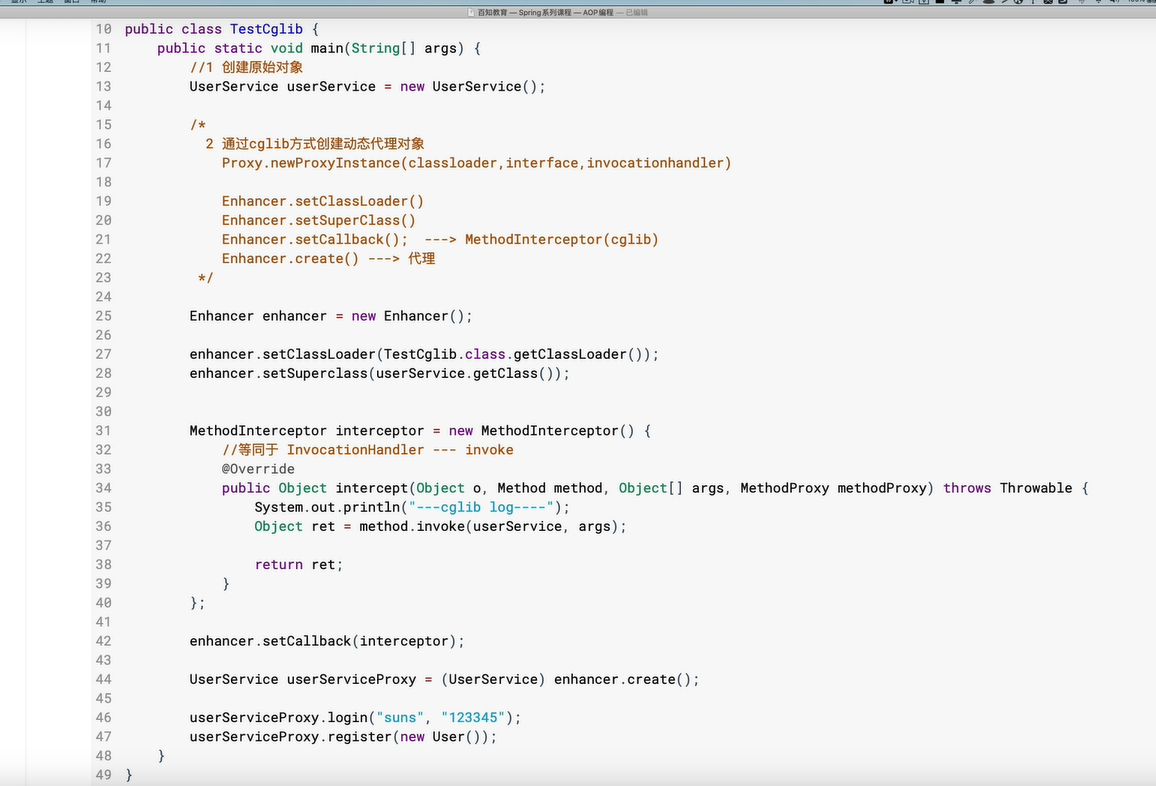 百知教育 — Spring系列课程 — AOP编程 — 已编辑
10 public class TestCglib {
11     public static void main(String[] args) {
12         //1 创建原始对象
13         UserService userService = new UserService();
14
15         /*
16           2 通过cglib方式创建动态代理对象
17             Proxy.newProxyInstance(classloader,interface,invocationhandler)
18
19             Enhancer.setClassLoader()
20             Enhancer.setSuperClass()
21             Enhancer.setCallback();  ---> MethodInterceptor(cglib)
22             Enhancer.create() ---> 代理
23          */
24
25         Enhancer enhancer = new Enhancer();
26
27         enhancer.setClassLoader(TestCglib.class.getClassLoader());
28         enhancer.setSuperclass(userService.getClass());
29
30
31         MethodInterceptor interceptor = new MethodInterceptor() {
32             //等同于 InvocationHandler --- invoke
33             @Override
34             public Object intercept(Object o, Method method, Object[] args, MethodProxy methodProxy) throws Throwable {
35                 System.out.println("---cglib log----");
36                 Object ret = method.invoke(userService, args);
37
38                 return ret;
39             }
40         };
41
42         enhancer.setCallback(interceptor);
43
44         UserService userServiceProxy = (UserService) enhancer.create();
45
46         userServiceProxy.login("suns", "123345");
47         userServiceProxy.register(new User());
48     }
49 }